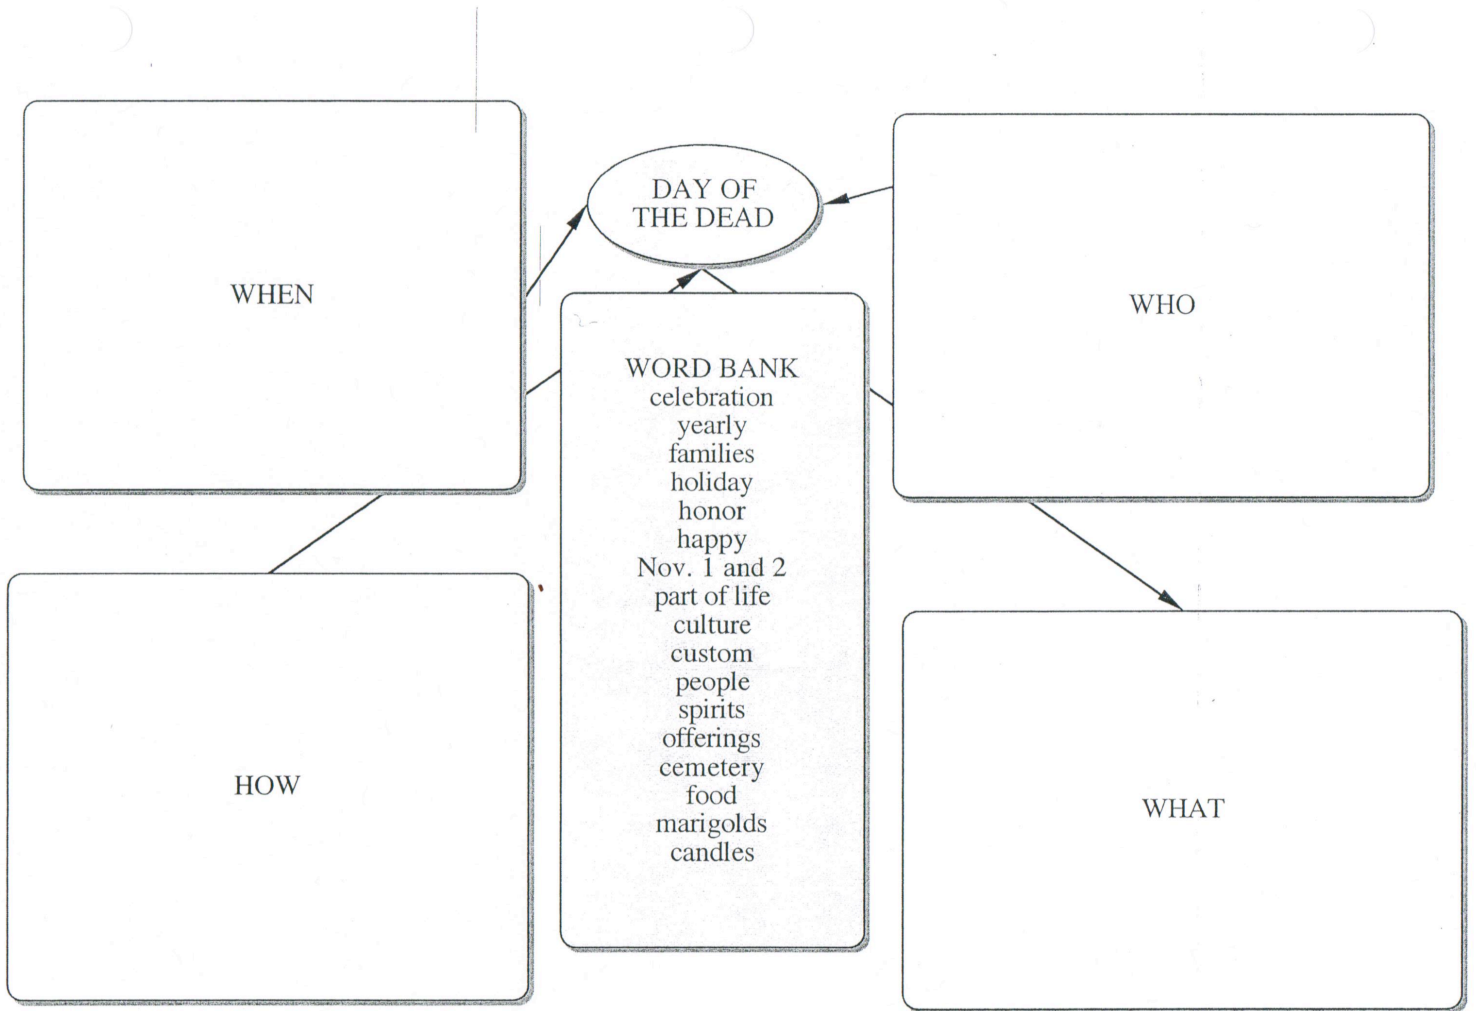 DAY OF
THE DEAD
WHEN
WHO
WORD BANK
celebration
yearly
families
holiday
honor
happy
Nov. 1 and 2
part of life
culture
custom
people
spirits
offerings
cemetery
food
marigolds
candles
HOW
WHAT